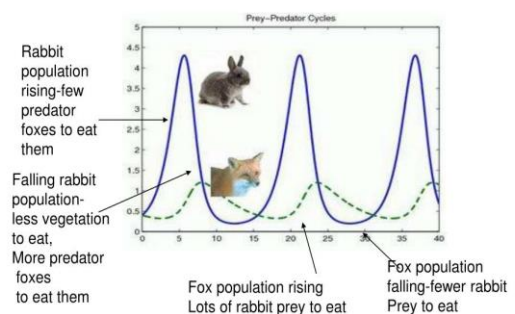 Prey-Predator Cycles
5
4.5
4
3.5
3
2.5
2
1.5
1
0.5
0
0 5 10 15 20 25 30 35 40
Rabbit
population
rising-few
predator
foxes to eat
them
Falling rabbit
population-
less vegetation
to eat,
More predator
foxes
to eat them
Fox population rising
Lots of rabbit prey to eat
Fox population
falling-fewer rabbit
Prey to eat